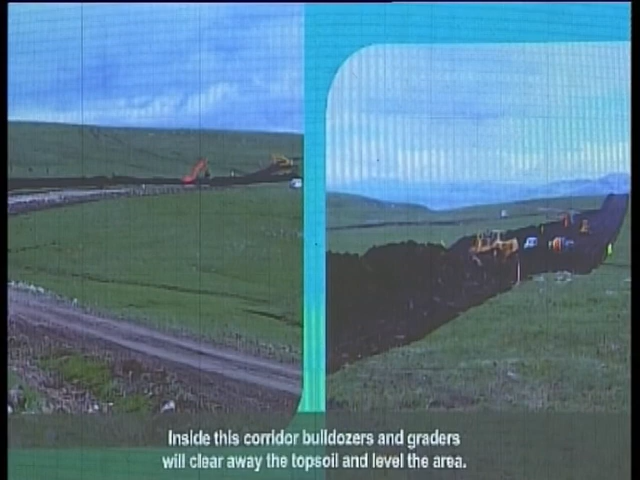 Inside this corridor bulldozers and graders
will clear away the topsoil and level the area.